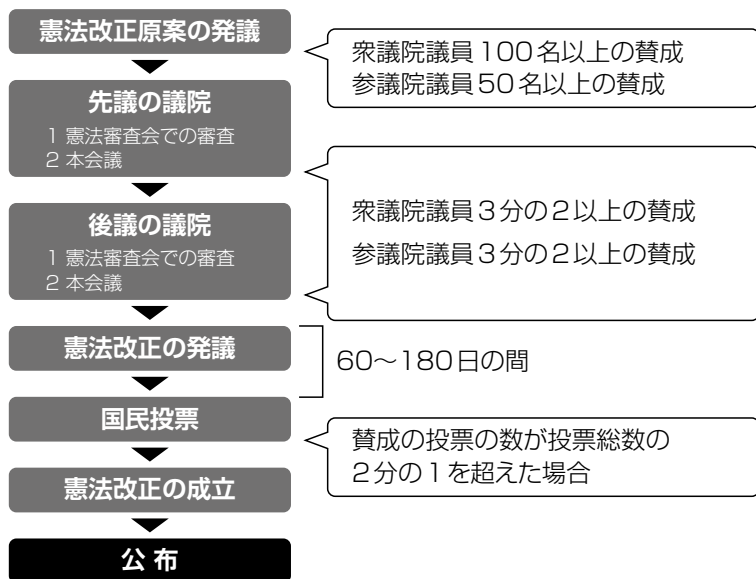 憲法改正原案の発議
衆議院議員100名以上の賛成
参議院議員50名以上の賛成
先議の議院
1 憲法審査会での審査
2 本会議
衆議院議員3分の2以上の賛成
参議院議員3分の2以上の賛成
後議の議院
1 憲法審査会での審査
2 本会議
憲法改正の発議
60〜180日の間
国民投票
賛成の投票の数が投票総数の
2分の1を超えた場合
憲法改正の成立
公布